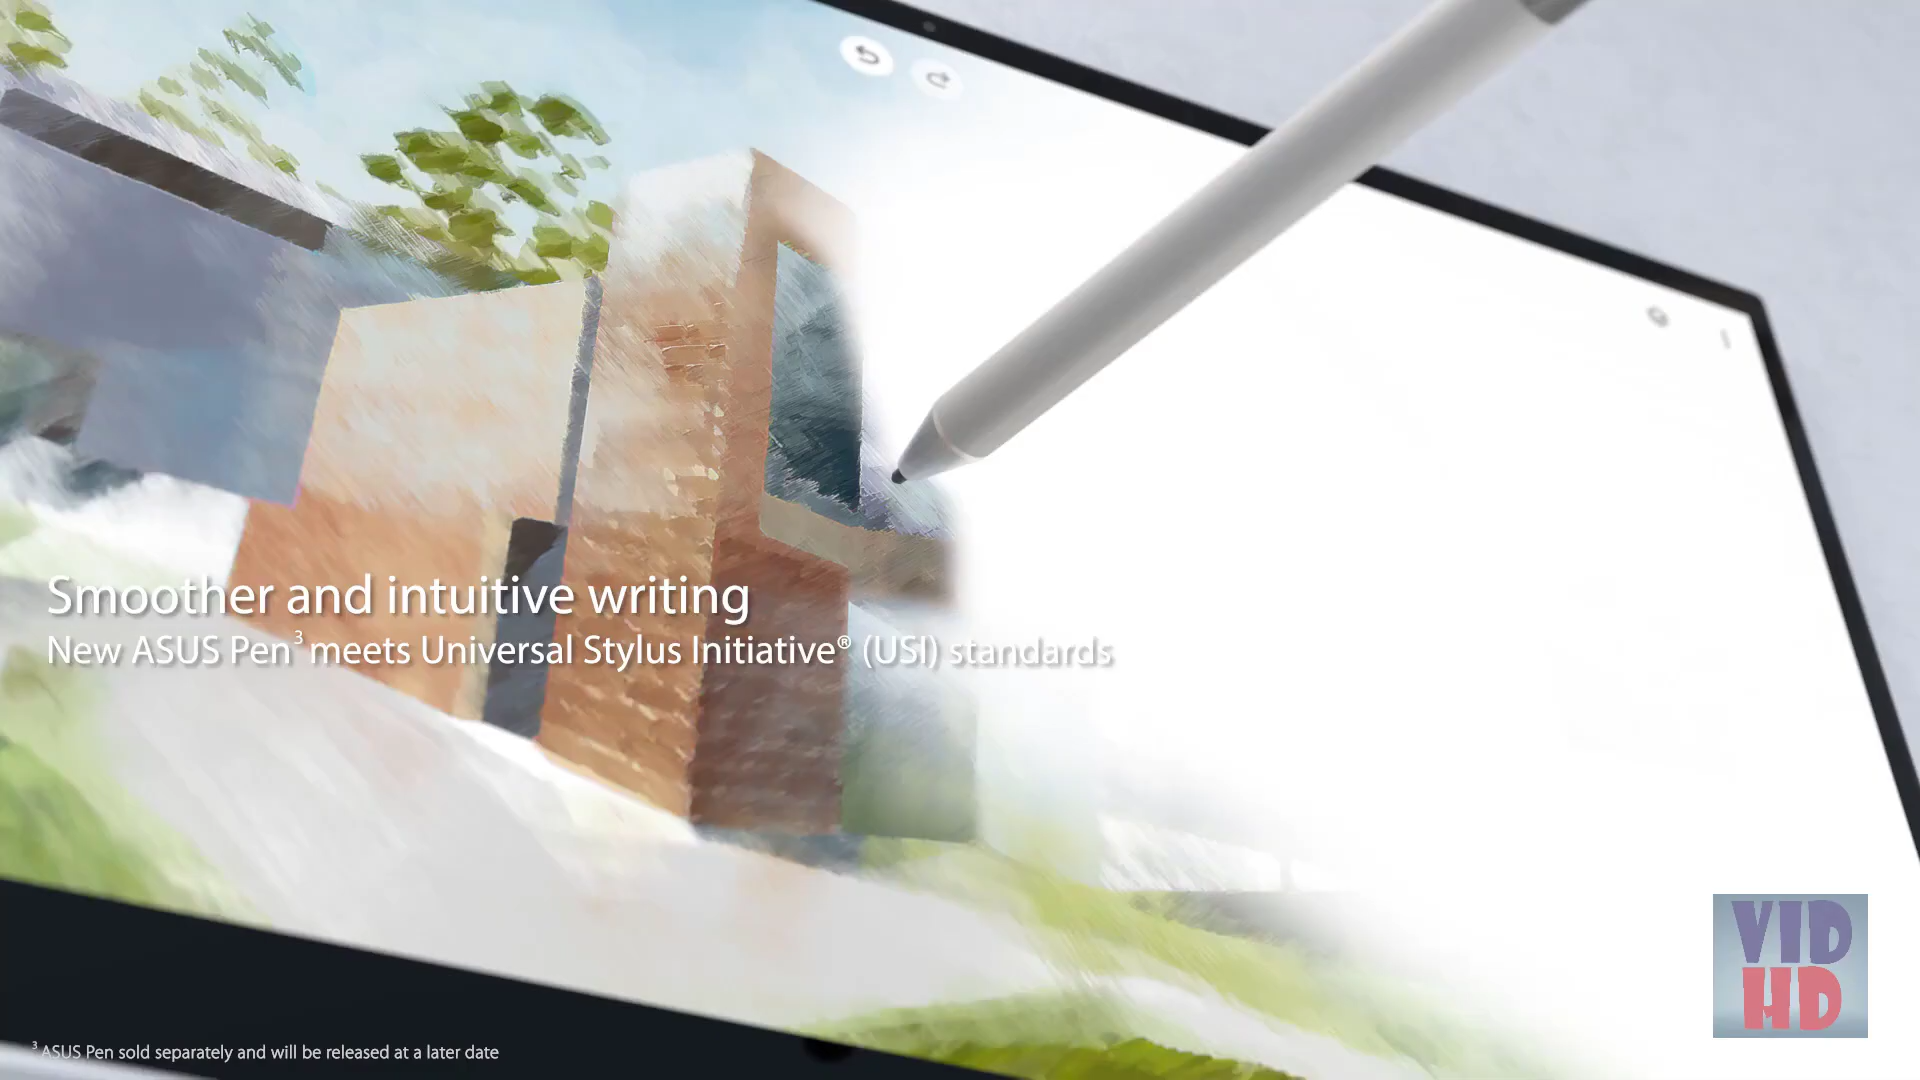 Smoother and intuitive writing
New ASUS Pen³ meets Universal Stylus Initiative® (USI) standards
VID
HD
³ ASUS Pen sold separately and will be released at a later date